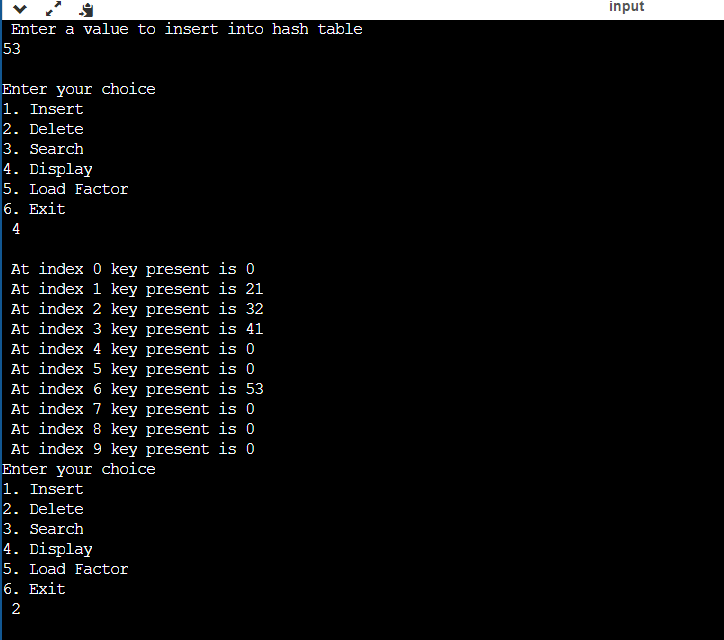 input
Enter a value to insert into hash table
53
Enter your choice
1. Insert
2. Delete
3. Search
4. Display
5. Load Factor
6. Exit
4
At index 0 key present is 0
At index 1 key present is 21
At index 2 key present is 32
At index 3 key present is 41
At index 4 key present is 0
At index 5 key present is 0
At index 6 key present is 53
At index 7 key present is 0
At index 8 key present is 0
At index 9 key present is 0
Enter your choice
1. Insert
2. Delete
3. Search
4. Display
5. Load Factor
6. Exit
2